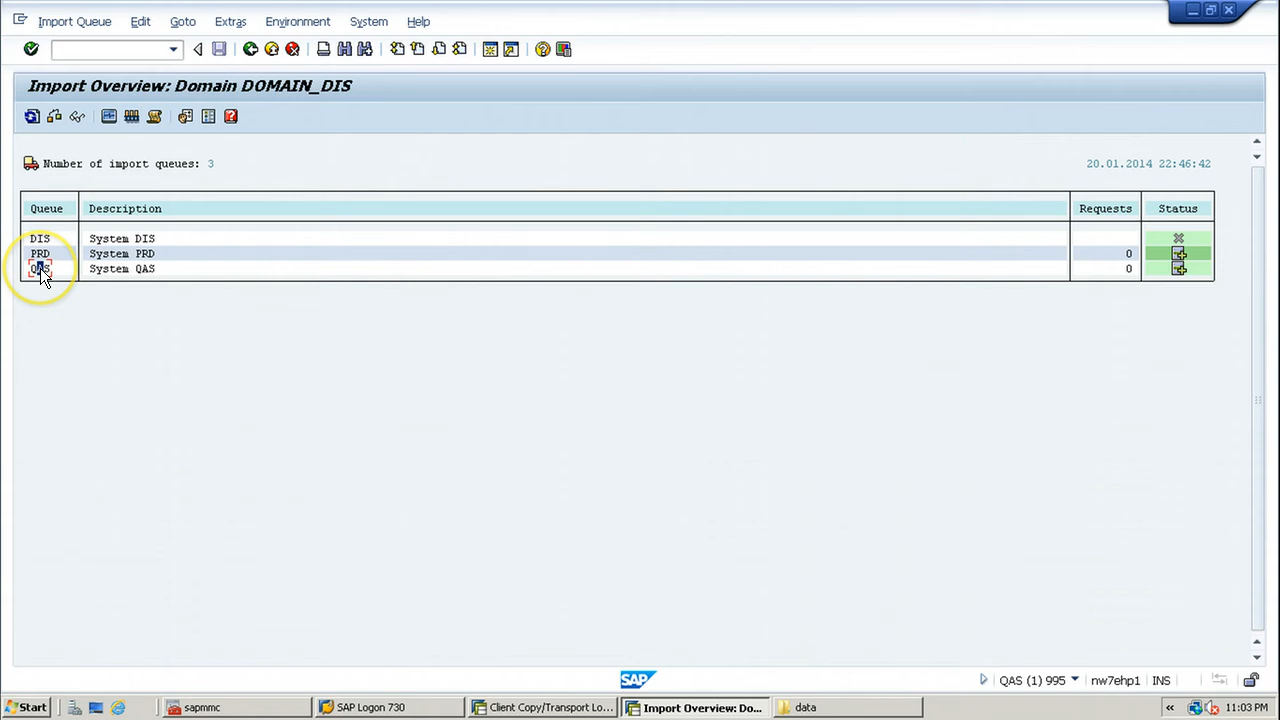 Import Queue Edit Goto Extras Environment System Help
Import Overview: Domain DOMAIN_DIS
Number of import queues: 3 20.01.2014 22:46:42
Queue Description Requests Status
DIS System DIS
PRD System PRD 0
QAS System QAS 0
SAP QAS (1) 995 nw7ehp1 INS
Start sapmmc SAP Logon 730 Client Copy/Transport Lo... Import Overview: Do... data « 11:03 PM